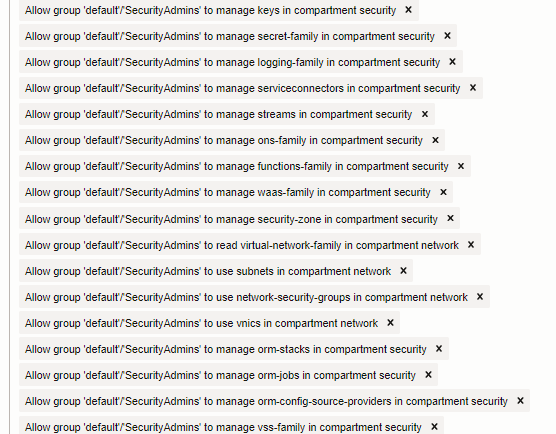 Allow group 'default'/'SecurityAdmins' to manage keys in compartment security ×
Allow group 'default'/'SecurityAdmins' to manage secret-family in compartment security ×
Allow group 'default'/'SecurityAdmins' to manage logging-family in compartment security ×
Allow group 'default'/'SecurityAdmins' to manage serviceconnectors in compartment security ×
Allow group 'default'/'SecurityAdmins' to manage streams in compartment security ×
Allow group 'default'/'SecurityAdmins' to manage ons-family in compartment security ×
Allow group 'default'/'SecurityAdmins' to manage functions-family in compartment security ×
Allow group 'default'/'SecurityAdmins' to manage waas-family in compartment security ×
Allow group 'default'/'SecurityAdmins' to manage security-zone in compartment security ×
Allow group 'default'/'SecurityAdmins' to read virtual-network-family in compartment network ×
Allow group 'default'/'SecurityAdmins' to use subnets in compartment network ×
Allow group 'default'/'SecurityAdmins' to use network-security-groups in compartment network ×
Allow group 'default'/'SecurityAdmins' to use vnics in compartment network ×
Allow group 'default'/'SecurityAdmins' to manage orm-stacks in compartment security ×
Allow group 'default'/'SecurityAdmins' to manage orm-jobs in compartment security ×
Allow group 'default'/'SecurityAdmins' to manage orm-config-source-providers in compartment security ×
Allow group 'default'/'SecurityAdmins' to manage vss-family in compartment security ×